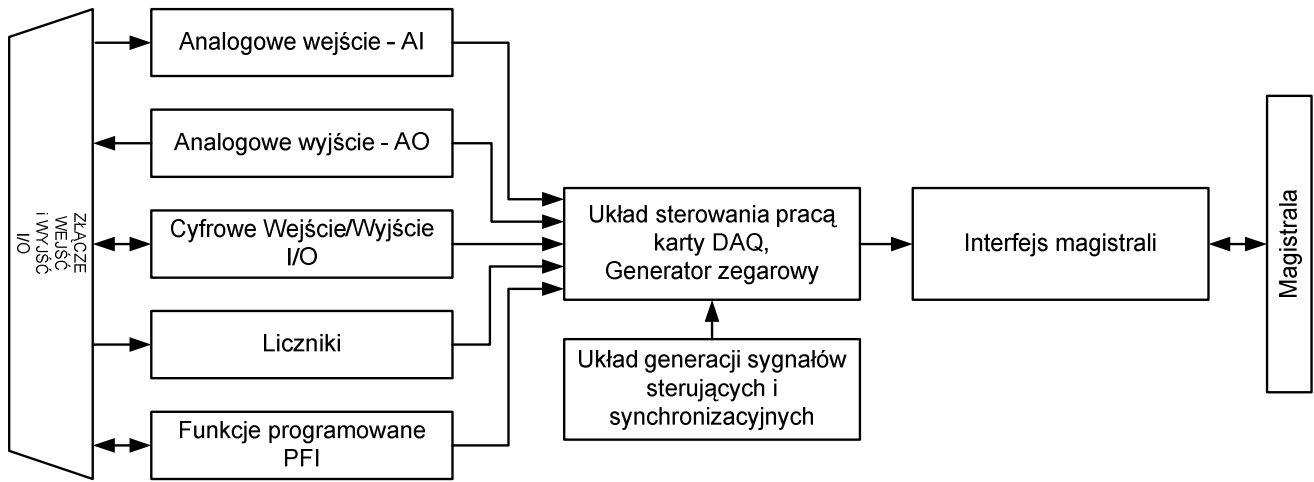 ZŁĄCZE
WEJŚĆ
i WYJŚĆ
I/O
Analogowe wejście - AI
Analogowe wyjście - AO
Cyfrowe Wejście/Wyjście
I/O
Liczniki
Funkcje programowane
PFI
Układ sterowania pracą
karty DAQ,
Generator zegarowy
Układ generacji sygnałów
sterujących i
synchronizacyjnych
Interfejs magistrali
Magistrala